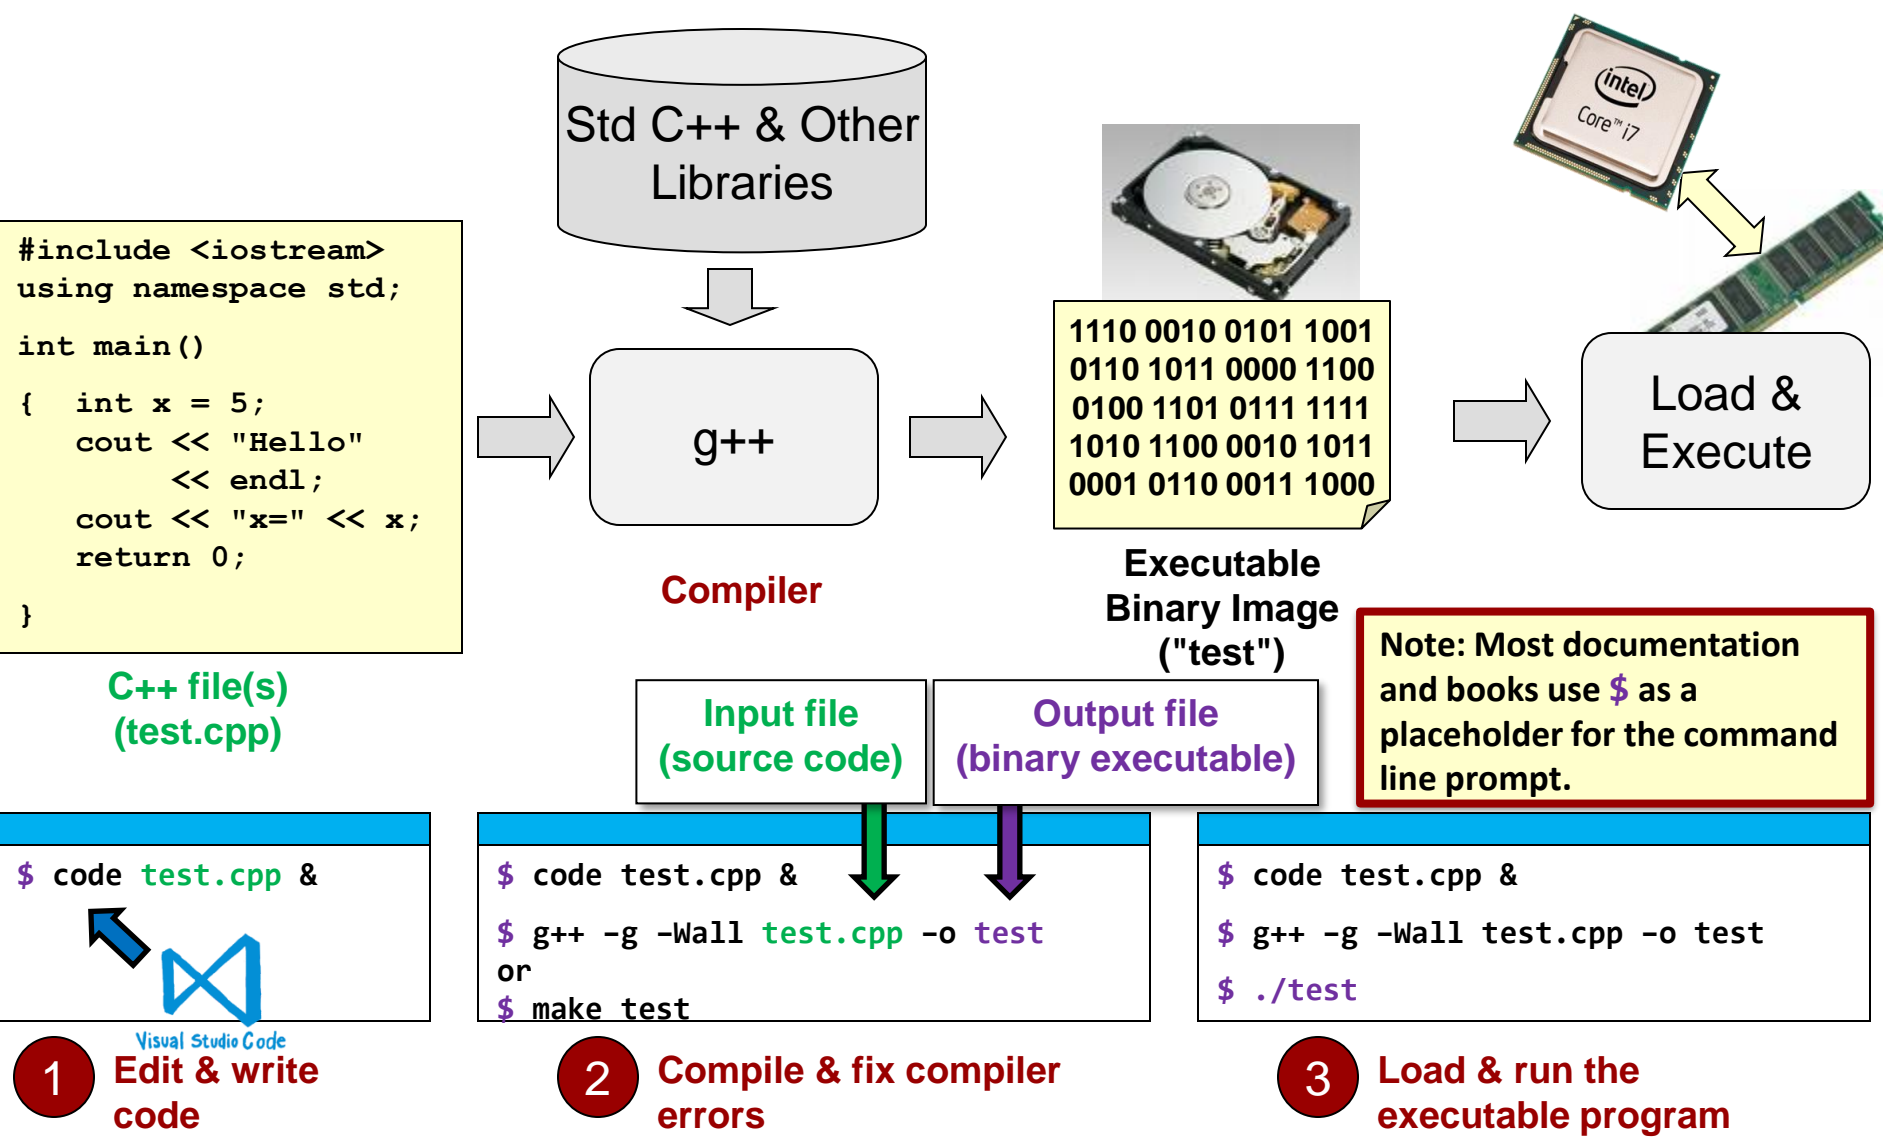 Std C++ & Other
Libraries
intel
Core™ i7
#include <iostream>
using namespace std;
int main()
{  int x = 5;
cout << "Hello"
<< endl;
cout << "x=" << x;
return 0;
}
g++
1110 0010 0101 1001
0110 1011 0000 1100
0100 1101 0111 1111
1010 1100 0010 1011
0001 0110 0011 1000
Load &
Execute
C++ file(s)
(test.cpp)
Compiler
Executable
Binary Image
("test")
Input file
(source code)
Output file
(binary executable)
Note: Most documentation
and books use $ as a
placeholder for the command
line prompt.
$ code test.cpp &
Visual Studio Code
$ code test.cpp &
$ g++ –g –Wall test.cpp –o test
or
$ make test
$ code test.cpp &
$ g++ –g –Wall test.cpp –o test
$ ./test
1 Edit & write
code
2 Compile & fix compiler
errors
3 Load & run the
executable program